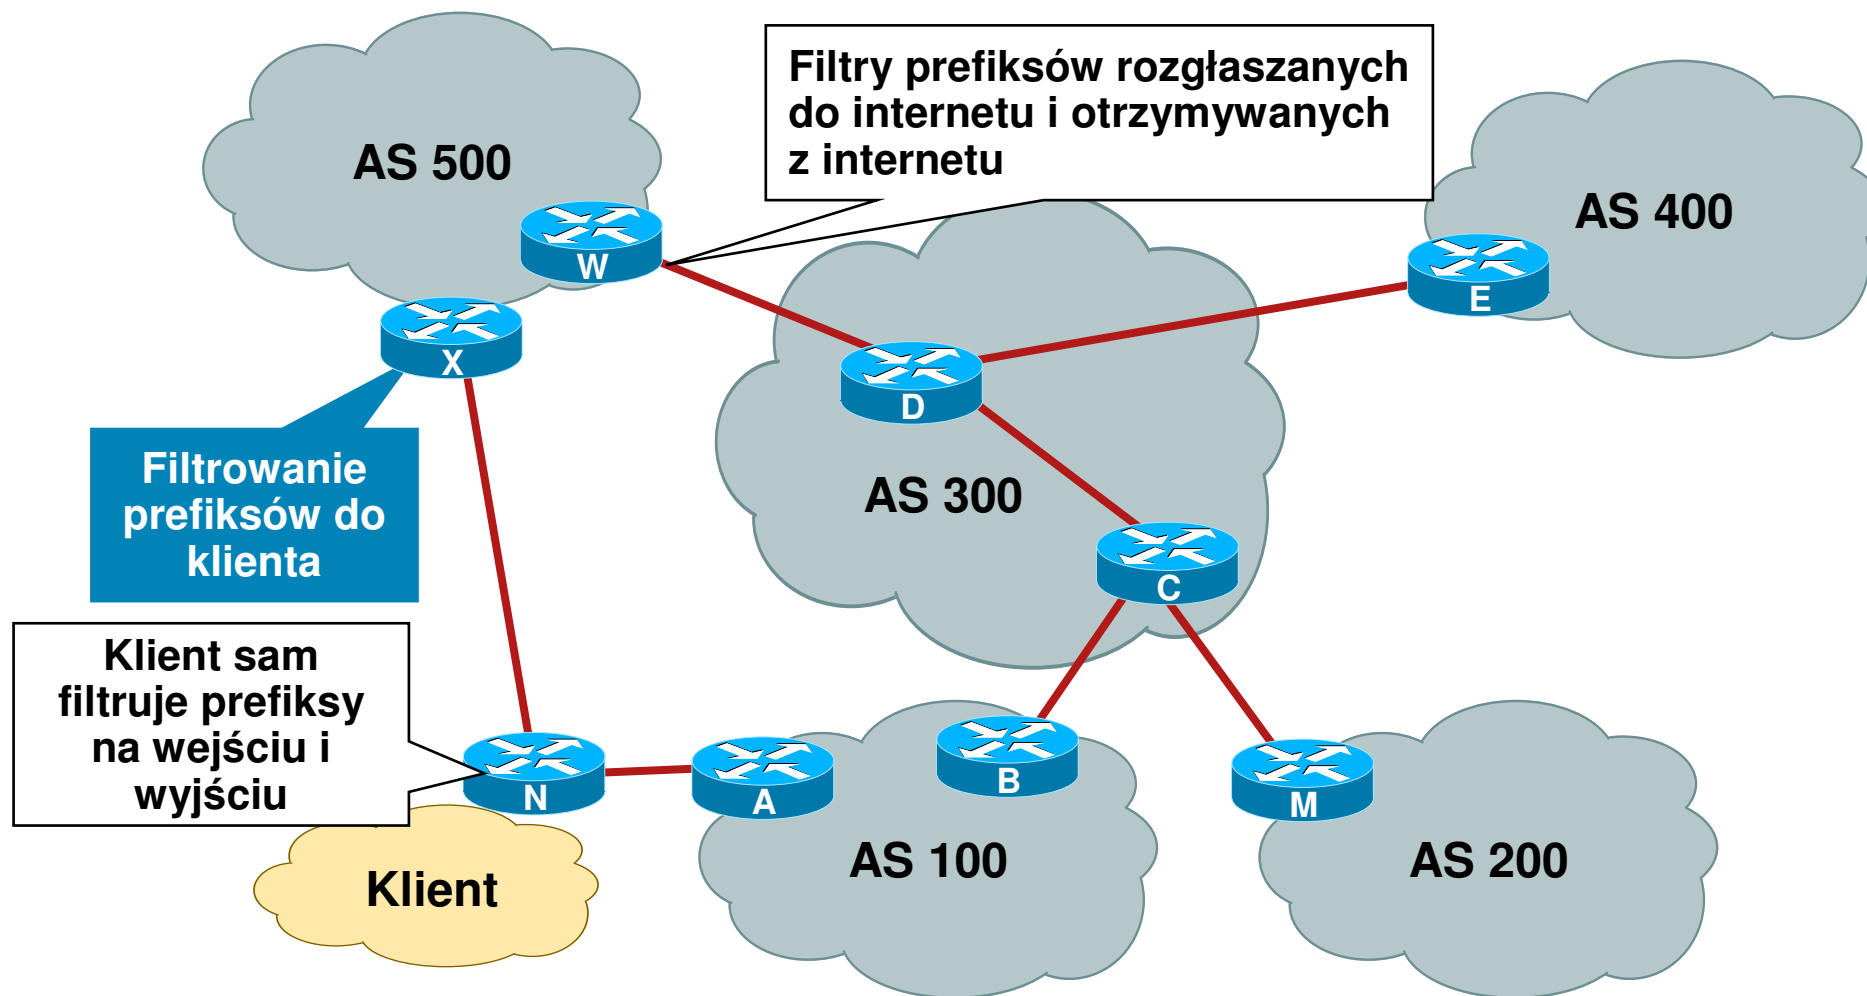 Filtry prefiksów rozgłaszanych
do internetu i otrzymywanych
z internetu
AS 500
AS 400
W
E
X
D
Filtrowanie
prefiksów do
klienta
AS 300
C
Klient sam
filtruje prefiksy
na wejściu i
wyjściu
N
A
B
M
AS 100
AS 200
Klient